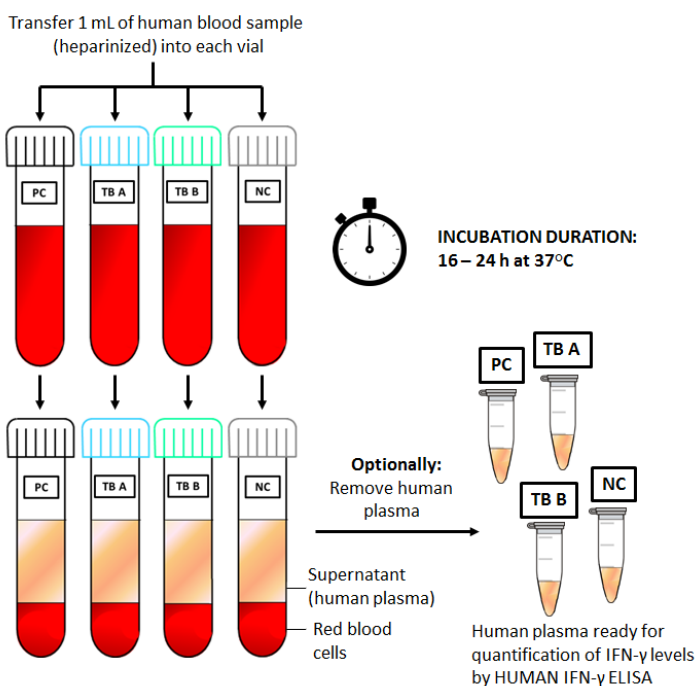 Transfer 1 mL of human blood sample
(heparinized) into each vial
PC
TB A
TB B
NC
INCUBATION DURATION:
16 – 24 h at 37°C
PC
TB A
TB B
NC
PC
TB A
TB B
NC
Optionally:
Remove human
plasma
Supernatant
(human plasma)
Red blood
cells
Human plasma ready for
quantification of IFN-γ levels
by HUMAN IFN-γ ELISA